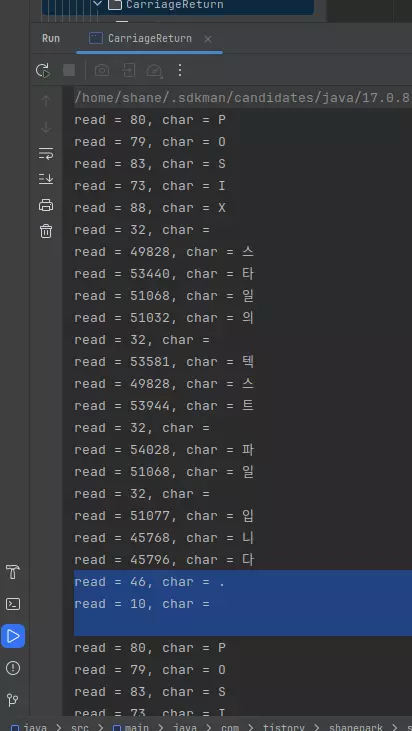 CarriageReturn
Run
CarriageReturn
/home/shane/.sdkman/candidates/java/17.0.8
read = 80, char = P
read = 79, char = O
read = 83, char = S
read = 73, char = I
read = 88, char = X
read = 32, char =
read = 49828, char = 스
read = 53440, char = 타
read = 51068, char = 일
read = 51032, char = 의
read = 32, char =
read = 53581, char = 텍
read = 49828, char = 스
read = 53944, char = 트
read = 32, char =
read = 54028, char = 파
read = 51068, char = 일
read = 32, char =
read = 51077, char = 입
read = 45768, char = 니
read = 45796, char = 다
read = 46, char = .
read = 10, char =
read = 80, char = P
read = 79, char = O
read = 83, char = S
read = 73, char = I
java > src > main > java > com > tistory > shanepark > s